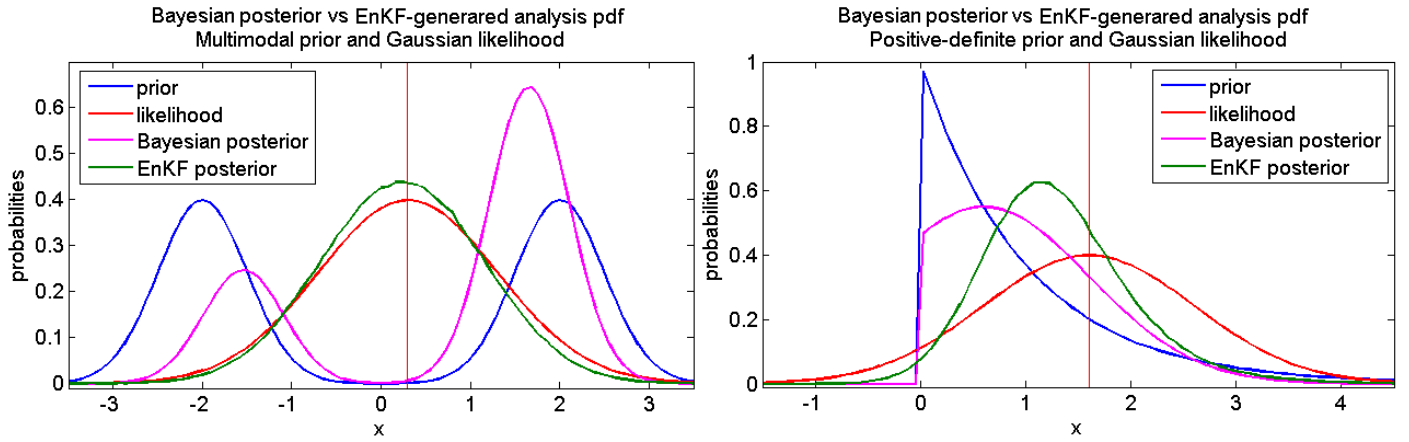 Bayesian posterior vs EnKF-generared analysis pdf
Multimodal prior and Gaussian likelihood
prior
likelihood
Bayesian posterior
EnKF posterior
probabilities
0.6
0.5
0.4
0.3
0.2
0.1
0
-3
-2
-1
0
1
2
3
x
Bayesian posterior vs EnKF-generared analysis pdf
Positive-definite prior and Gaussian likelihood
prior
likelihood
Bayesian posterior
EnKF posterior
probabilities
1
0.8
0.6
0.4
0.2
0
-1
0
1
2
3
4
x